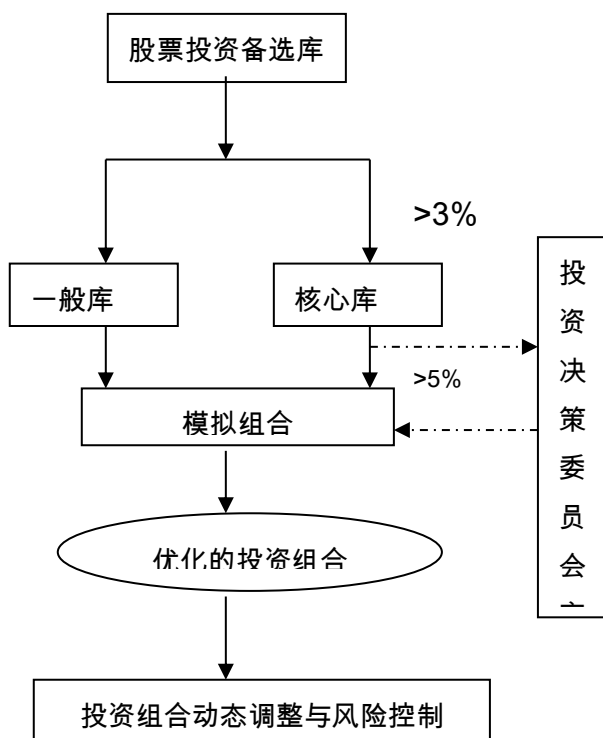 股票投资备选库
>3%
一般库
核心库
>5%
模拟组合
优化的投资组合
投资组合动态调整与风险控制
投
资
决
策
委
员
会